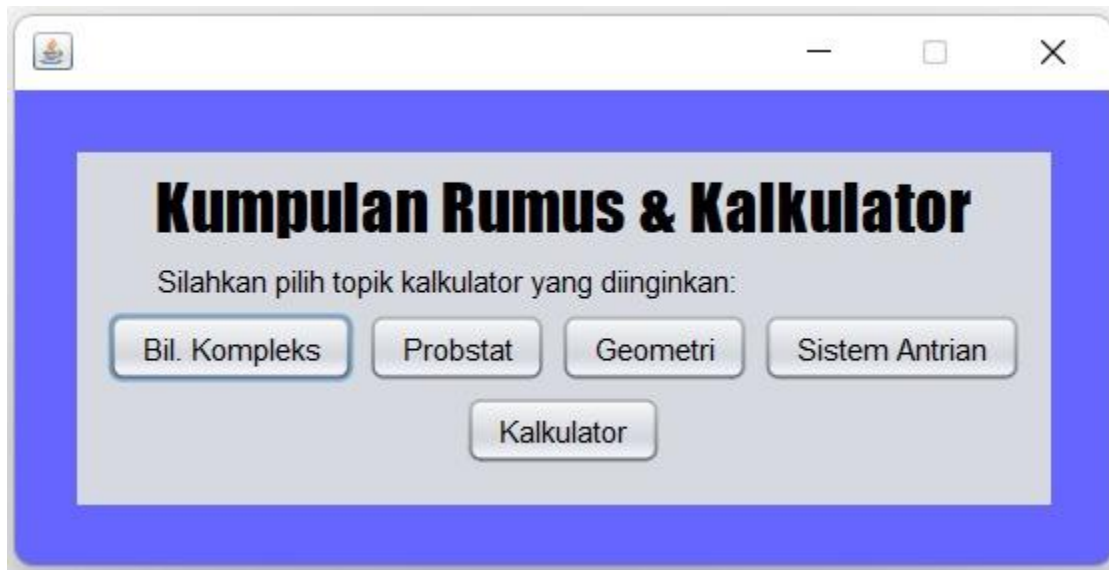 Kumpulan Rumus & Kalkulator
Silahkan pilih topik kalkulator yang diinginkan:
Bil. Kompleks Probstat Geometri Sistem Antrian
Kalkulator